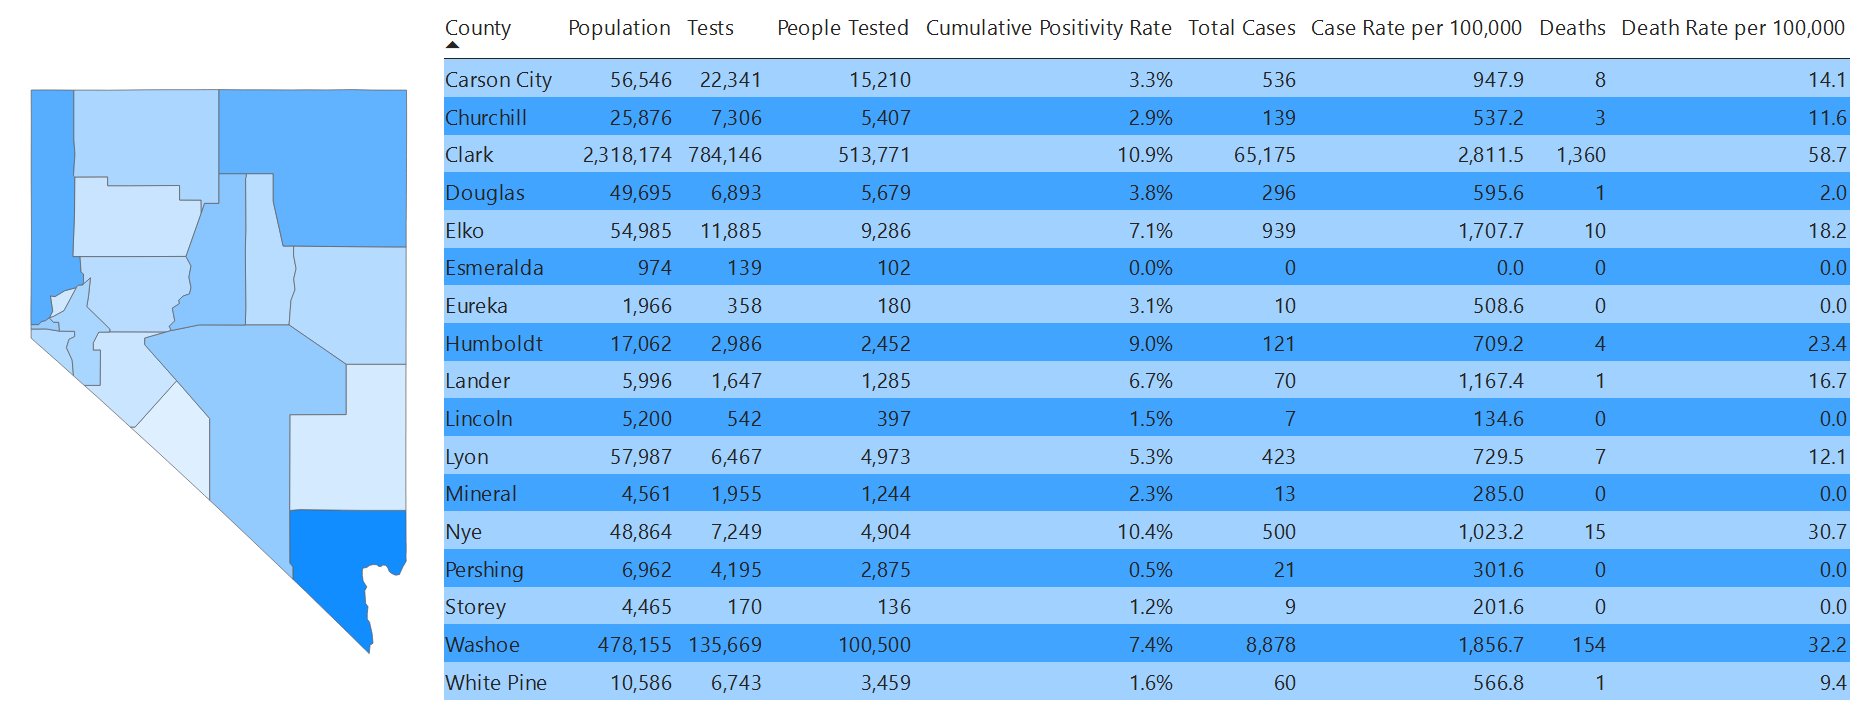 County Population Tests People Tested Cumulative Positivity Rate Total Cases Case Rate per 100,000 Deaths Death Rate per 100,000
Carson City 56,546 22,341 15,210 3.3% 536 947.9 8 14.1
Churchill 25,876 7,306 5,407 2.9% 139 537.2 3 11.6
Clark 2,318,174 784,146 513,771 10.9% 65,175 2,811.5 1,360 58.7
Douglas 49,695 6,893 5,679 3.8% 296 595.6 1 2.0
Elko 54,985 11,885 9,286 7.1% 939 1,707.7 10 18.2
Esmeralda 974 139 102 0.0% 0 0.0 0 0.0
Eureka 1,966 358 180 3.1% 10 508.6 0 0.0
Humboldt 17,062 2,986 2,452 9.0% 121 709.2 4 23.4
Lander 5,996 1,647 1,285 6.7% 70 1,167.4 1 16.7
Lincoln 5,200 542 397 1.5% 7 134.6 0 0.0
Lyon 57,987 6,467 4,973 5.3% 423 729.5 7 12.1
Mineral 4,561 1,955 1,244 2.3% 13 285.0 0 0.0
Nye 48,864 7,249 4,904 10.4% 500 1,023.2 15 30.7
Pershing 6,962 4,195 2,875 0.5% 21 301.6 0 0.0
Storey 4,465 170 136 1.2% 9 201.6 0 0.0
Washoe 478,155 135,669 100,500 7.4% 8,878 1,856.7 154 32.2
White Pine 10,586 6,743 3,459 1.6% 60 566.8 1 9.4